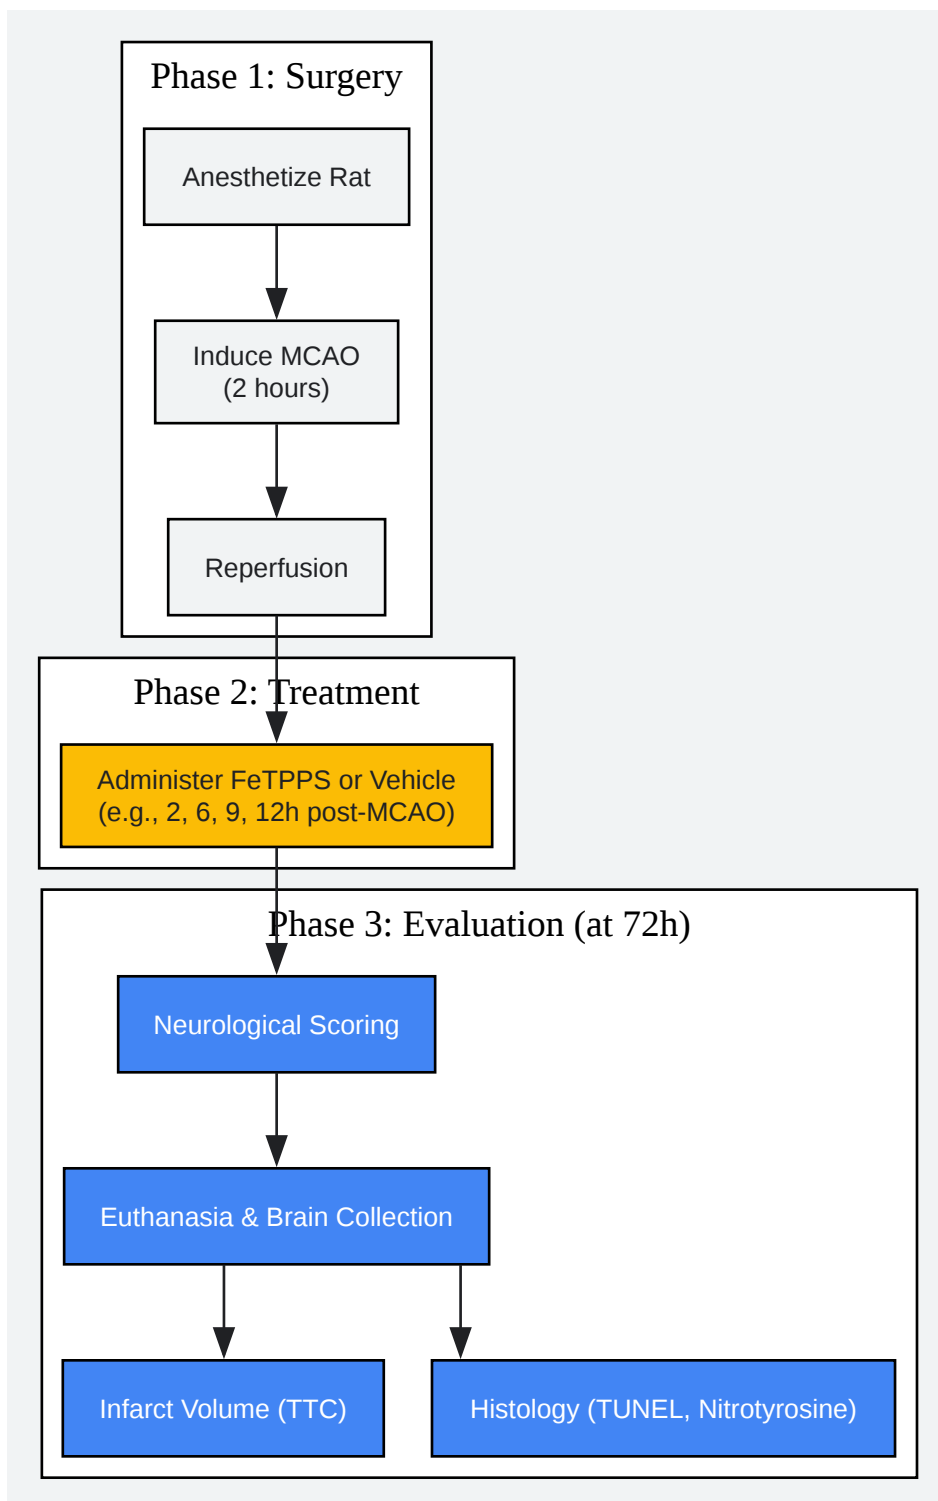 Phase 1: Surgery
Anesthetize Rat
Induce MCAO
(2 hours)
Reperfusion
Phase 2: Treatment
Administer FeTPPS or Vehicle
(e.g., 2, 6, 9, 12h post-MCAO)
Phase 3: Evaluation (at 72h)
Neurological Scoring
Euthanasia & Brain Collection
Infarct Volume (TTC)
Histology (TUNEL, Nitrotyrosine)